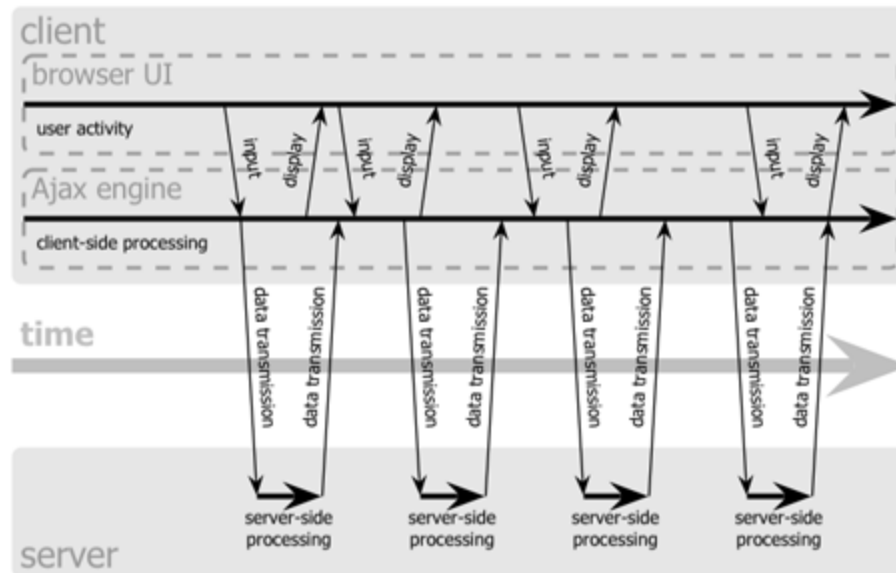 client
browser UI
user activity
input
display
input
display
input
display
input
display
Ajax engine
client-side processing
data transmission
data transmission
data transmission
data transmission
data transmission
data transmission
data transmission
data transmission
time
server-side
processing
server-side
processing
server-side
processing
server-side
processing
server